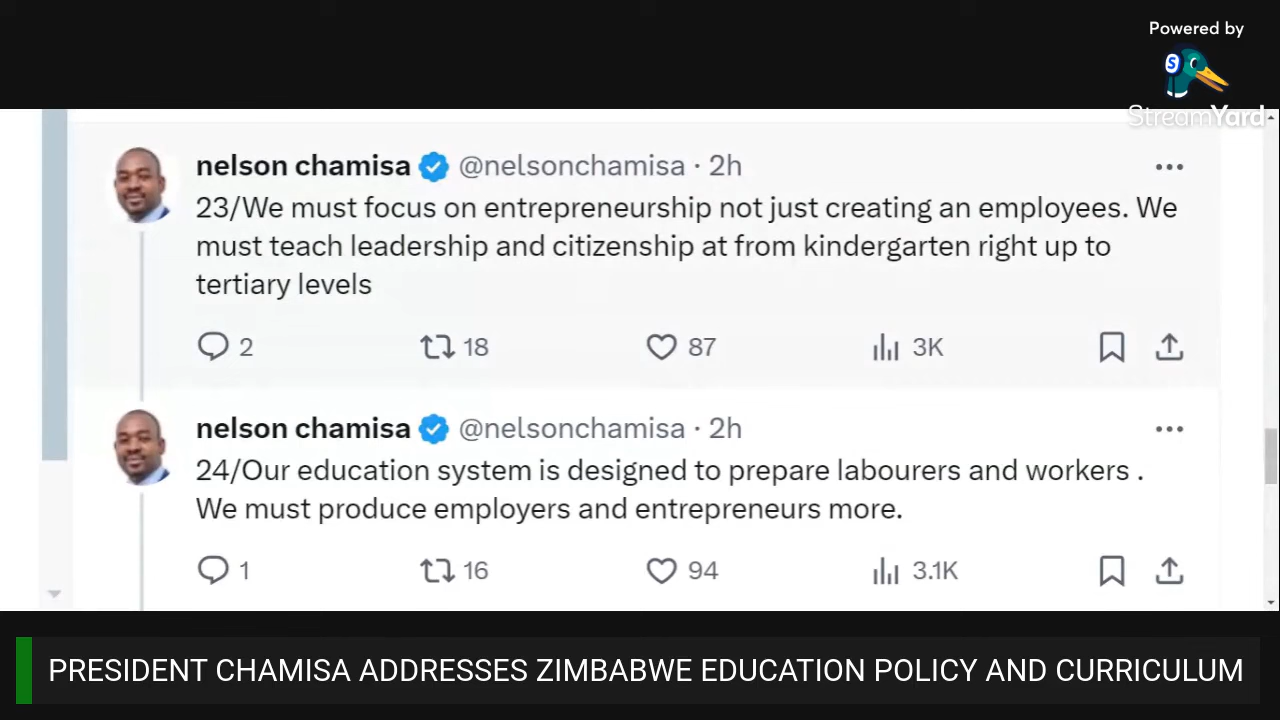 Powered by
S
StreamYard
nelson chamisa @nelsonchamisa · 2h
23/We must focus on entrepreneurship not just creating an employees. We
must teach leadership and citizenship at from kindergarten right up to
tertiary levels
2 18 87 3K
nelson chamisa @nelsonchamisa · 2h
24/Our education system is designed to prepare labourers and workers .
We must produce employers and entrepreneurs more.
1 16 94 3.1K
PRESIDENT CHAMISA ADDRESSES ZIMBABWE EDUCATION POLICY AND CURRICULUM